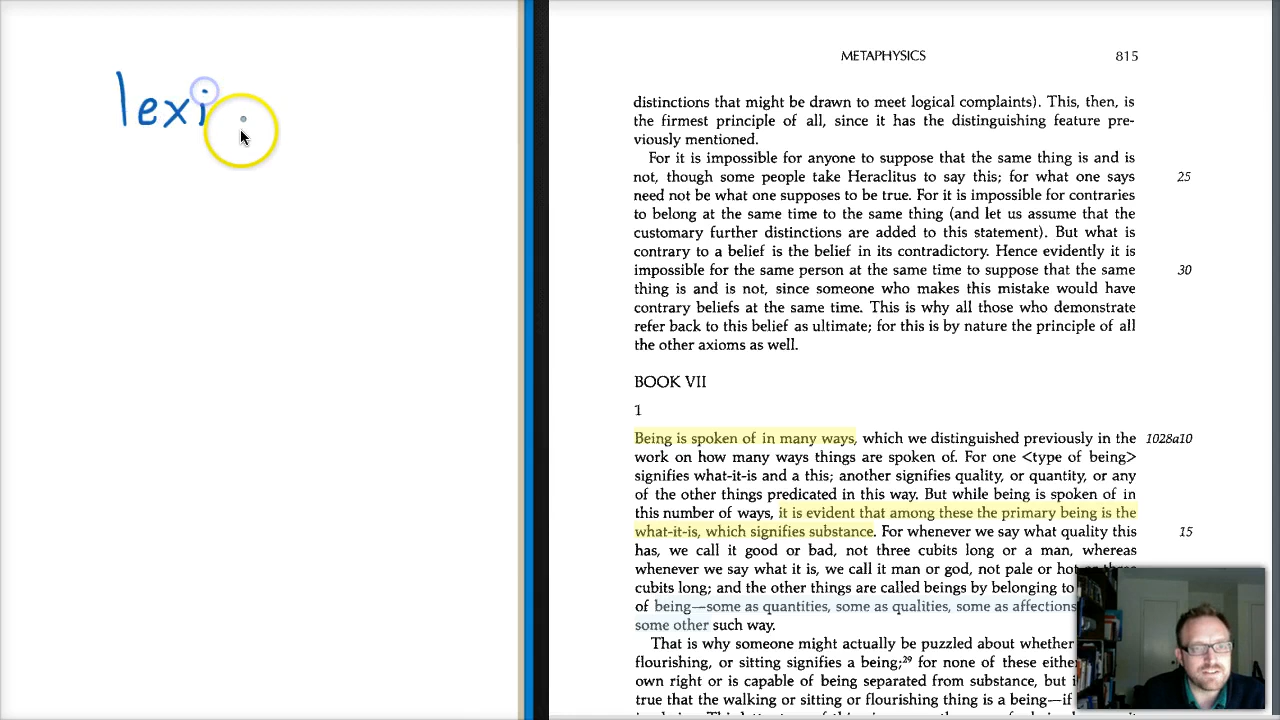 lexi
METAPHYSICS 815
distinctions that might be drawn to meet logical complaints). This, then, is
the firmest principle of all, since it has the distinguishing feature pre-
viously mentioned.
For it is impossible for anyone to suppose that the same thing is and is
not, though some people take Heraclitus to say this; for what one says 25
need not be what one supposes to be true. For it is impossible for contraries
to belong at the same time to the same thing (and let us assume that the
customary further distinctions are added to this statement). But what is
contrary to a belief is the belief in its contradictory. Hence evidently it is
impossible for the same person at the same time to suppose that the same 30
thing is and is not, since someone who makes this mistake would have
contrary beliefs at the same time. This is why all those who demonstrate
refer back to this belief as ultimate; for this is by nature the principle of all
the other axioms as well.
BOOK VII
1
Being is spoken of in many ways, which we distinguished previously in the 1028a10
work on how many ways things are spoken of. For one <type of being>
signifies what-it-is and a this; another signifies quality, or quantity, or any
of the other things predicated in this way. But while being is spoken of in
this number of ways, it is evident that among these the primary being is the
what-it-is, which signifies substance. For whenever we say what quality this 15
has, we call it good or bad, not three cubits long or a man, whereas
whenever we say what it is, we call it man or god, not pale or hot or three
cubits long; and the other things are called beings by belonging to
of being—some as quantities, some as qualities, some as affections
some other such way.
That is why someone might actually be puzzled about whether
flourishing, or sitting signifies a being;29 for none of these
own right or is capable of being separated from substance, but
true that the walking or sitting or flourishing thing is a being—if